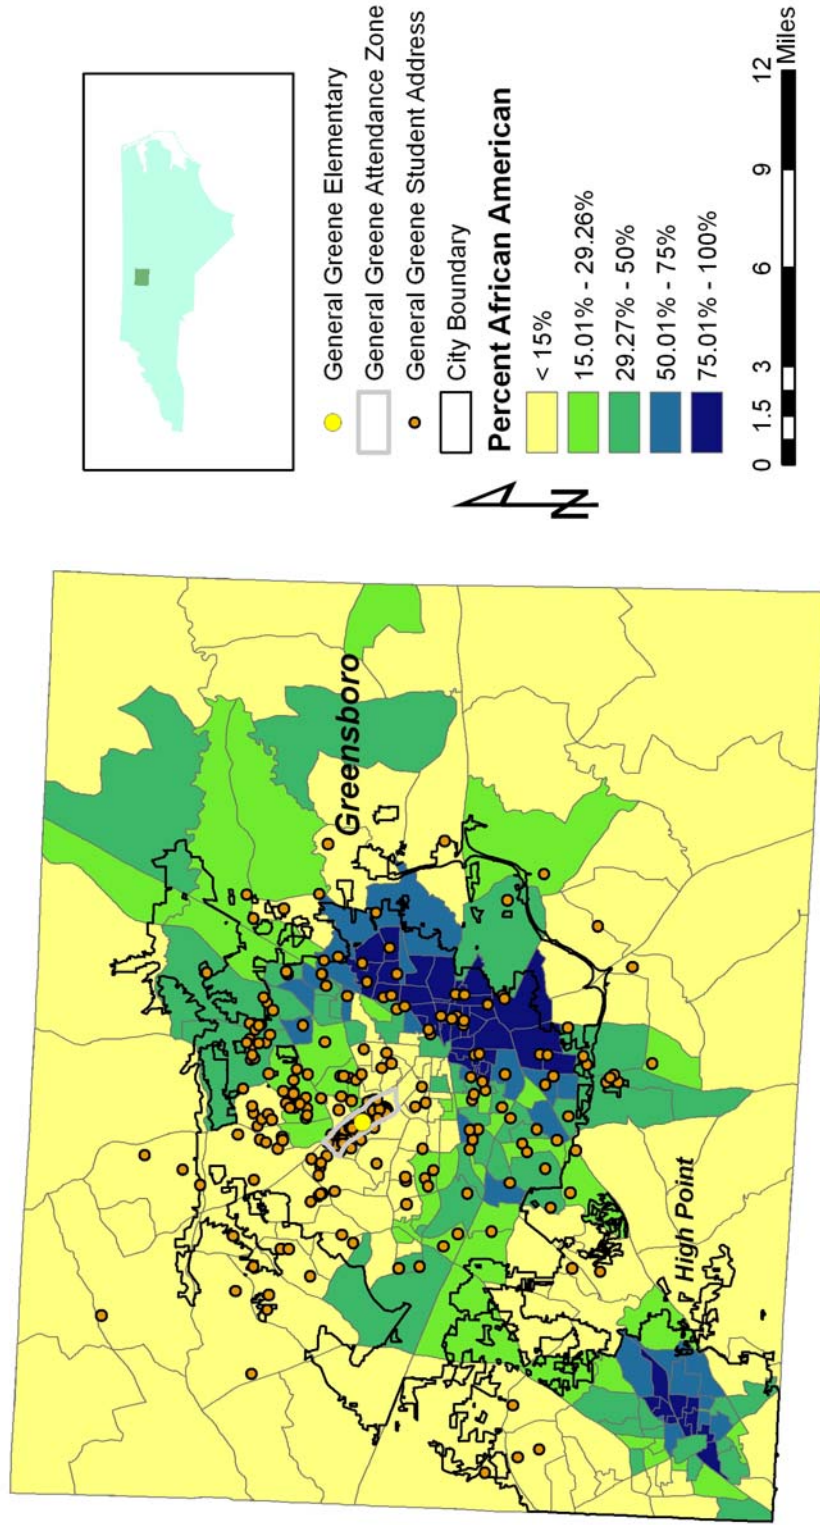 Greensboro
High Point
General Greene Elementary
General Greene Attendance Zone
General Greene Student Address
City Boundary
Percent African American
< 15%
15.01% - 29.26%
29.27% - 50%
50.01% - 75%
75.01% - 100%
N
0 1.5 3 6 9 12
Miles